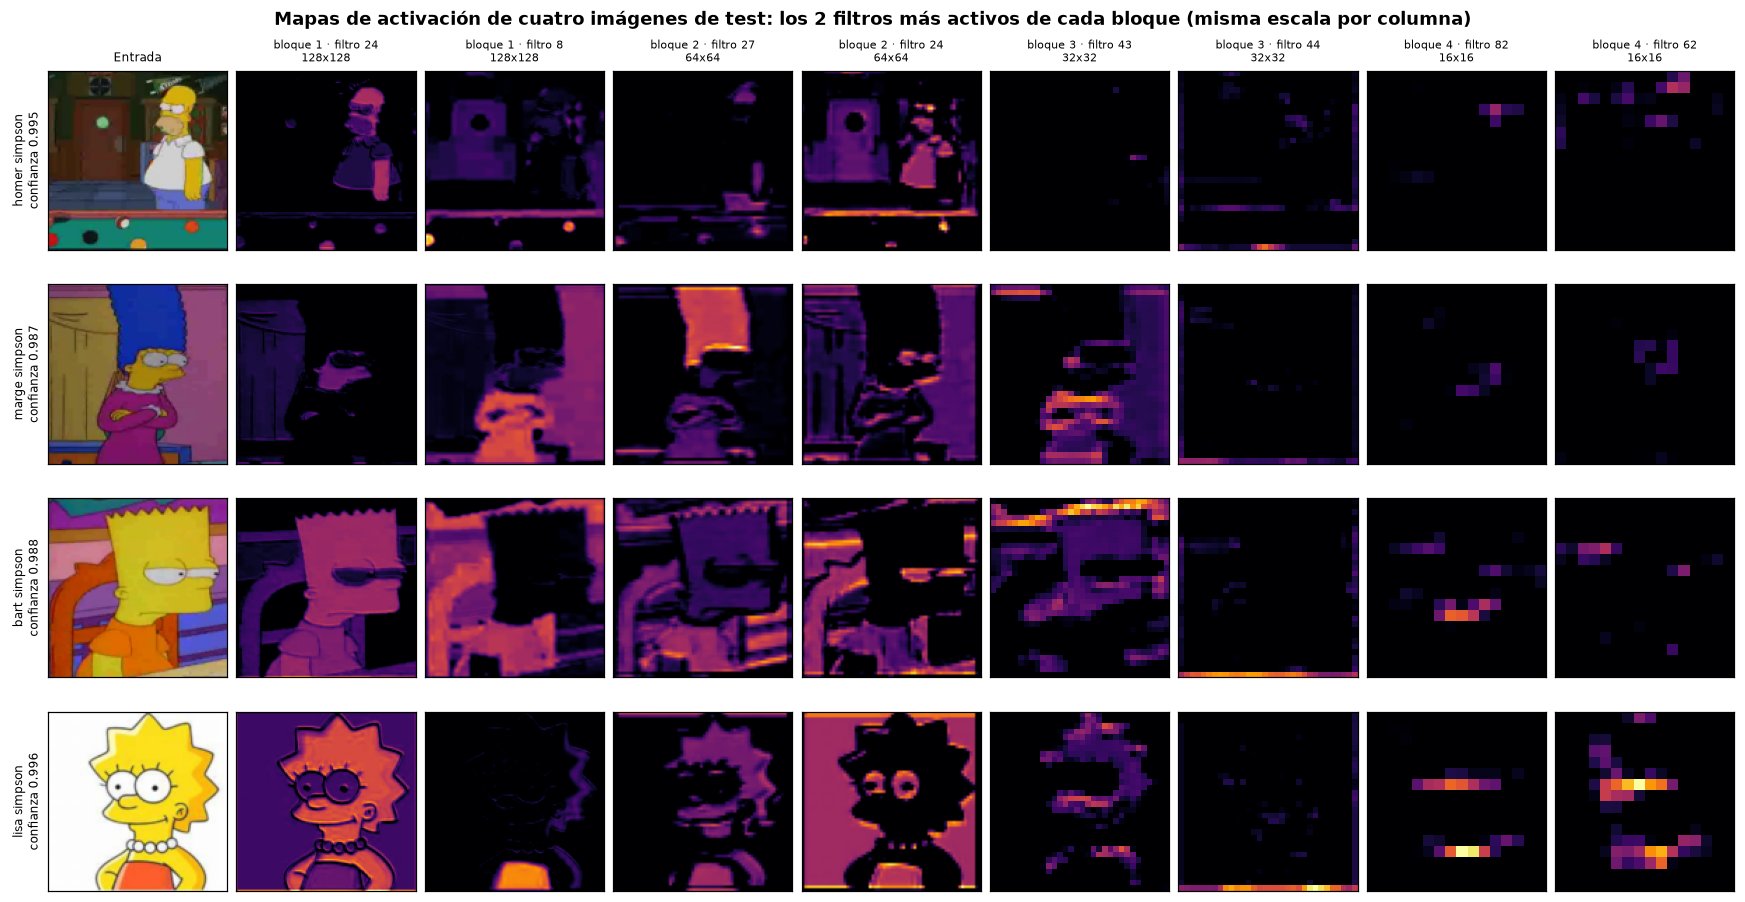 Mapas de activación de cuatro imágenes de test: los 2 filtros más activos de cada bloque (misma escala por columna)
Entrada
bloque 1 · filtro 24
128x128
bloque 1 · filtro 8
128x128
bloque 2 · filtro 27
64x64
bloque 2 · filtro 24
64x64
bloque 3 · filtro 43
32x32
bloque 3 · filtro 44
32x32
bloque 4 · filtro 82
16x16
bloque 4 · filtro 62
16x16
homer simpson
confianza 0.995
marge simpson
confianza 0.987
bart simpson
confianza 0.988
lisa simpson
confianza 0.996